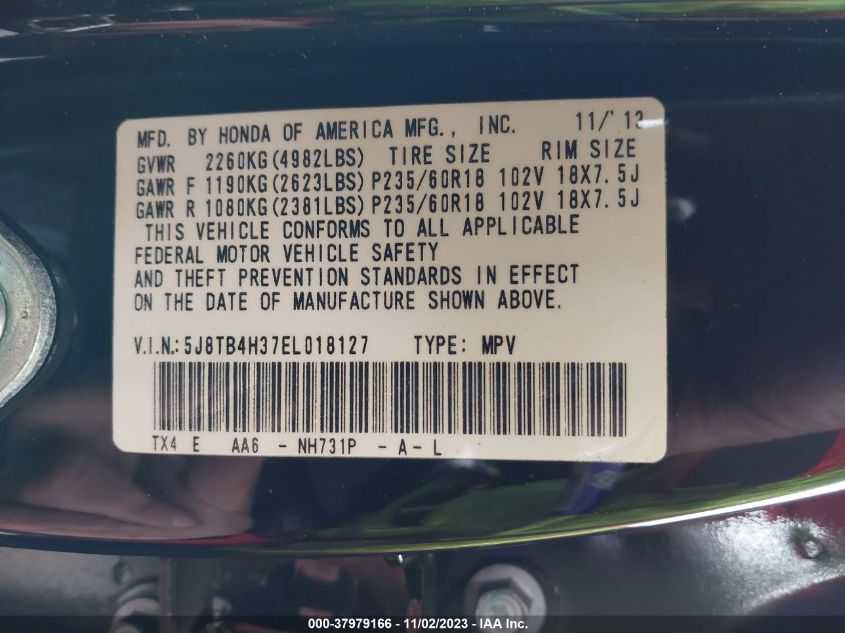 MFD. BY HONDA OF AMERICA MFG., INC. 11/'13
GVWR 2260KG(4982LBS) TIRE SIZE RIM SIZE
GAWR F 1190KG(2623LBS) P235/60R18 102V 18X7.5J
GAWR R 1080KG(2381LBS) P235/60R18 102V 18X7.5J
THIS VEHICLE CONFORMS TO ALL APPLICABLE
FEDERAL MOTOR VEHICLE SAFETY
AND THEFT PREVENTION STANDARDS IN EFFECT
ON THE DATE OF MANUFACTURE SHOWN ABOVE.
V.I.N.: 5J8TB4H37EL018127 TYPE: MPV
TX4 E AA6 - NH731P - A - L
000-37979166 - 11/02/2023 - IAA Inc.